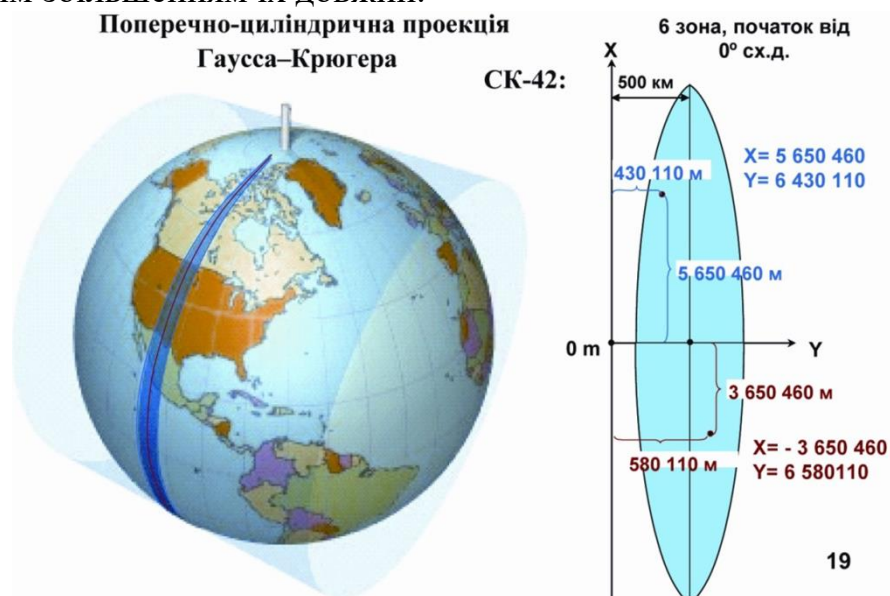 Поперечно-циліндрична проекція
Гаусса–Крюгера
СК-42:
6 зона, початок від
0º сх.д.
X
500 км
430 110 м
X= 5 650 460
Y= 6 430 110
5 650 460 м
0 m
Y
3 650 460 м
580 110 м
X= - 3 650 460
Y= 6 580110
19